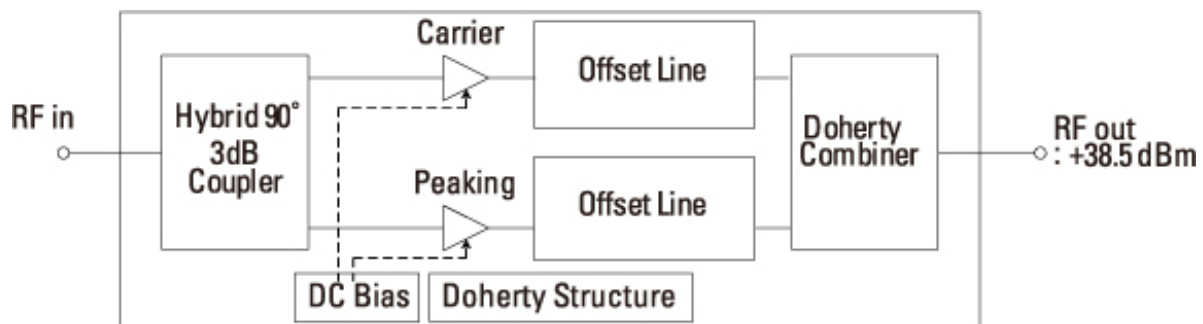 Carrier
Offset Line
RF in
Hybrid 90°
3dB
Coupler
Doherty
Combiner
RF out
: +38.5 dBm
Peaking
Offset Line
DC Bias
Doherty Structure